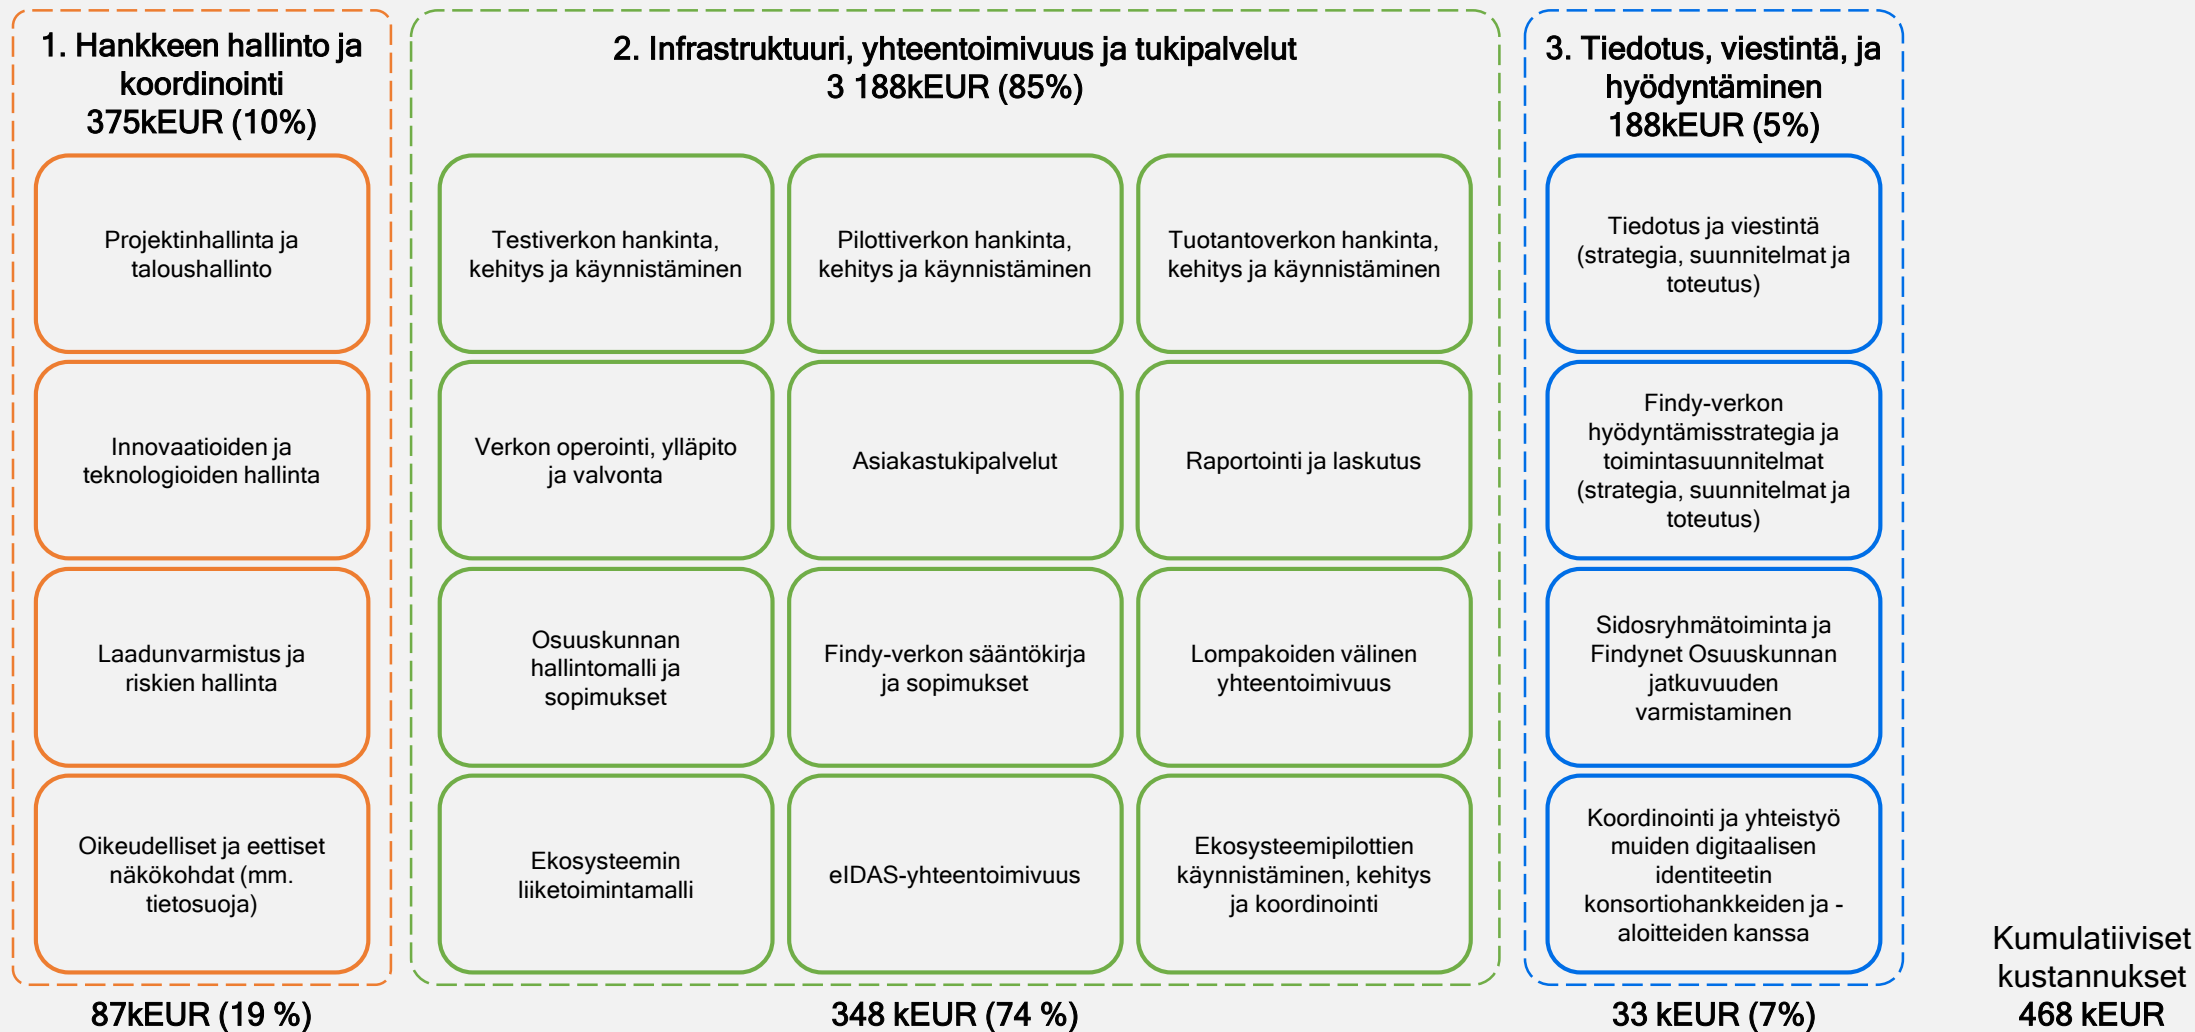 1. Hankkeen hallinto ja
koordinointi
375kEUR (10%)
Projektinhallinta ja
taloushallinto
Innovaatioiden ja
teknologioiden hallinta
Laadunvarmistus ja
riskien hallinta
Oikeudelliset ja eettiset
näkökohdat (mm.
tietosuoja)
87kEUR (19 %)
2. Infrastruktuuri, yhteentoimivuus ja tukipalvelut
3 188kEUR (85%)
Testiverkon hankinta,
kehitys ja käynnistäminen
Pilottiverkon hankinta,
kehitys ja käynnistäminen
Tuotantoverkon hankinta,
kehitys ja käynnistäminen
Verkon operointi, ylläpito
ja valvonta
Asiakastukipalvelut
Raportointi ja laskutus
Osuuskunnan
hallintomalli ja
sopimukset
Findy-verkon sääntökirja
ja sopimukset
Lompakoiden välinen
yhteentoimivuus
Ekosysteemin
liiketoimintamalli
eIDAS-yhteentoimivuus
Ekosysteemipilottien
käynnistäminen, kehitys
ja koordinointi
348 kEUR (74 %)
3. Tiedotus, viestintä, ja
hyödyntäminen
188kEUR (5%)
Tiedotus ja viestintä
(strategia, suunnitelmat ja
toteutus)
Findy-verkon
hyödyntämisstrategia ja
toimintasuunnitelmat
(strategia, suunnitelmat ja
toteutus)
Sidosryhmätoiminta ja
Findynet Osuuskunnan
jatkuvuuden
varmistaminen
Koordinointi ja yhteistyö
muiden digitaalisen
identiteetin
konsortiohankkeiden ja -
aloitteiden kanssa
33 kEUR (7%)
Kumulatiiviset
kustannukset
468 kEUR